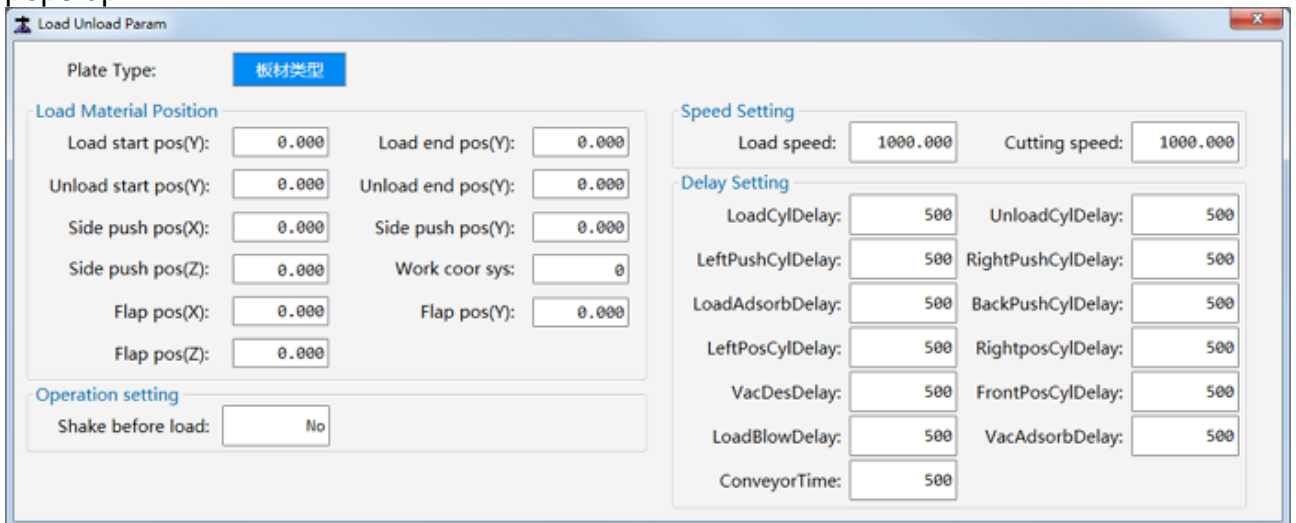 Load Unload Param
Plate Type: 板材类型
Load Material Position
Load start pos(Y): 0.000 Load end pos(Y): 0.000
Unload start pos(Y): 0.000 Unload end pos(Y): 0.000
Side push pos(X): 0.000 Side push pos(Y): 0.000
Side push pos(Z): 0.000 Work coor sys: 0
Flap pos(X): 0.000 Flap pos(Y): 0.000
Flap pos(Z): 0.000
Operation setting
Shake before load: No
Speed Setting
Load speed: 1000.000 Cutting speed: 1000.000
Delay Setting
LoadCylDelay: 500 UnloadCylDelay: 500
LeftPushCylDelay: 500 RightPushCylDelay: 500
LoadAdsorbDelay: 500 BackPushCylDelay: 500
LeftPosCylDelay: 500 RightposCylDelay: 500
VacDesDelay: 500 FrontPosCylDelay: 500
LoadBlowDelay: 500 VacAdsorbDelay: 500
ConveyorTime: 500